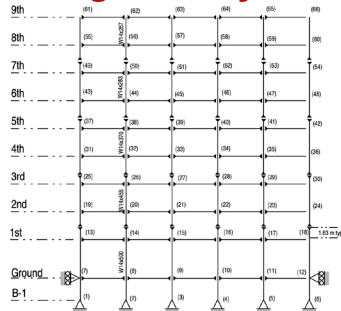 9th (61) (62) (63) (64) (65) (66)
W14x257
8th (55) (56) (57) (58) (59) (60)
7th (49) (50) (51) (52) (53) (54)
W14x283
6th (43) (44) (45) (46) (47) (48)
5th (37) (38) (39) (40) (41) (42)
W14x370
4th (31) (32) (33) (34) (35) (36)
3rd (25) (26) (27) (28) (29) (30)
W14x455
2nd (19) (20) (21) (22) (23) (24)
1st (13) (14) (15) (16) (17) (18) 1.83 m typ
W14x500
Ground (7) (8) (9) (10) (11) (12)
B-1 (1) (2) (3) (4) (5) (6)